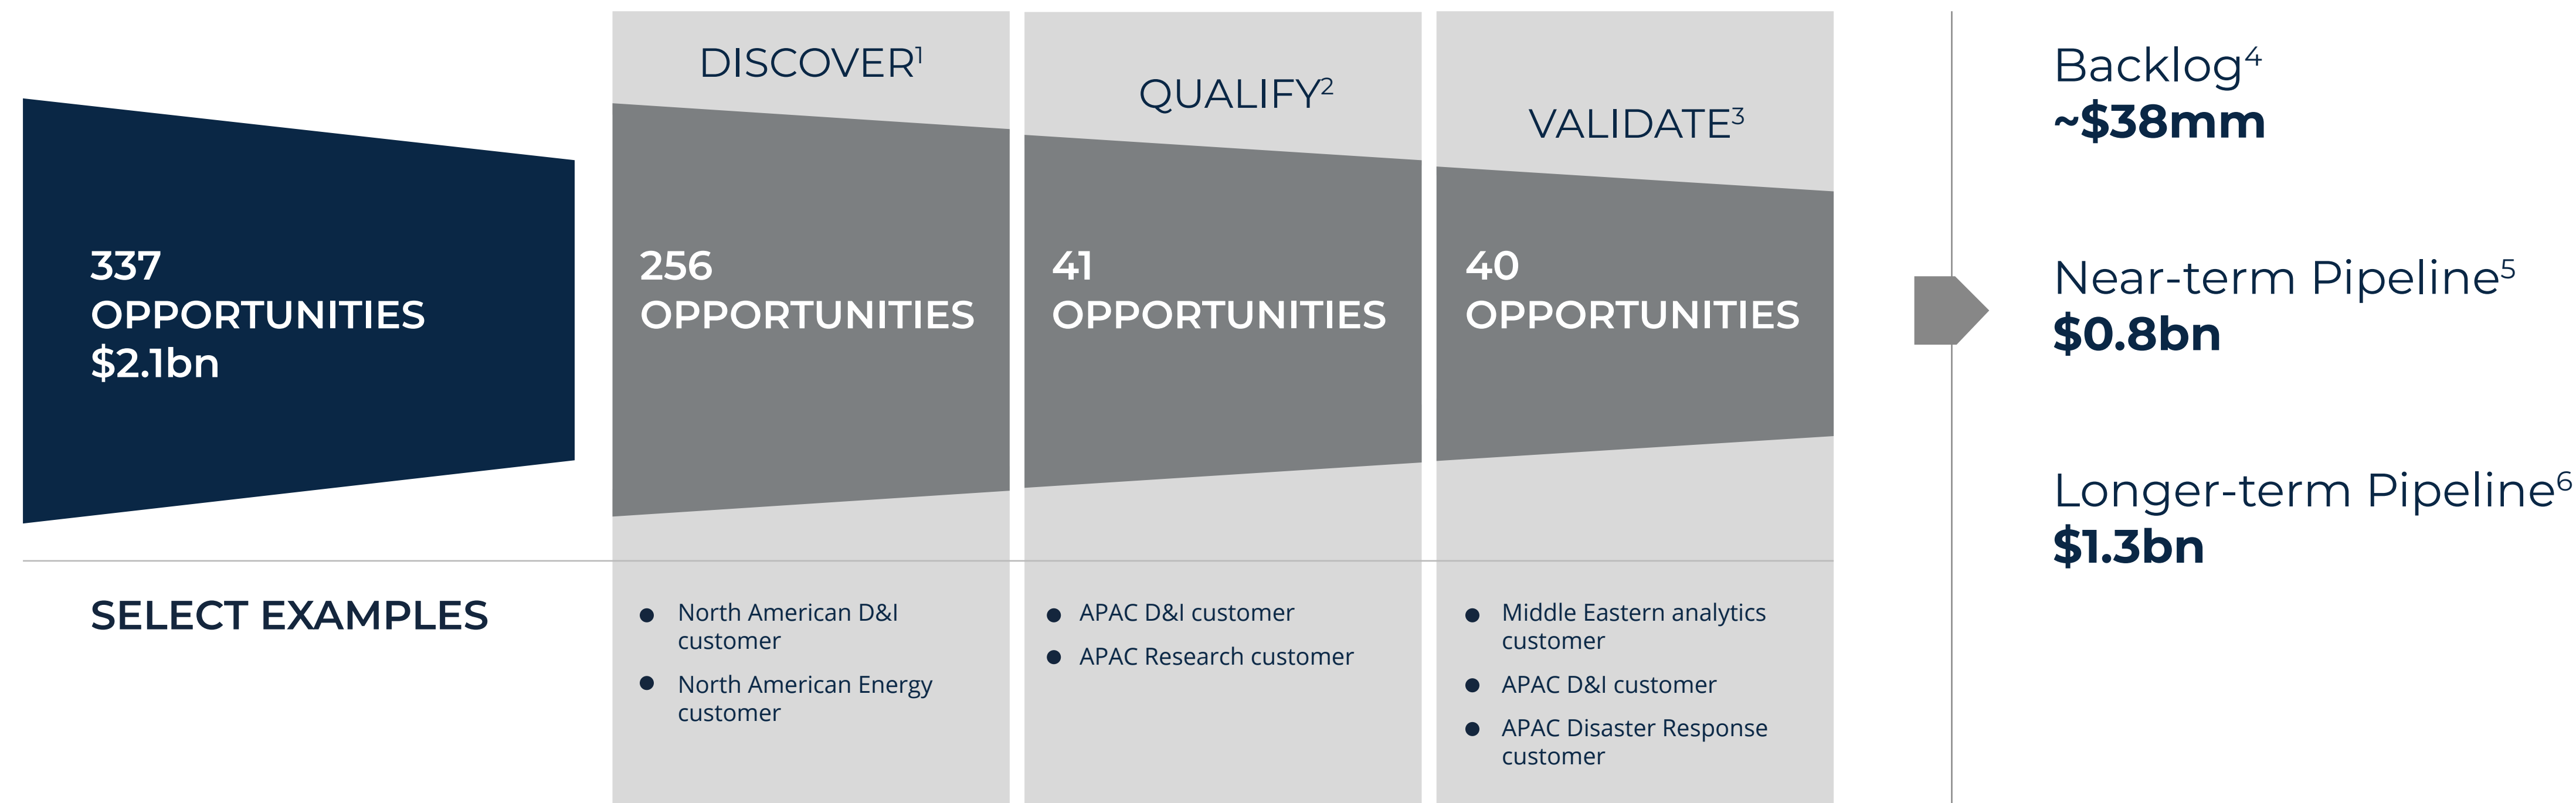 337
OPPORTUNITIES
$2.1bn
DISCOVER¹
256
OPPORTUNITIES
QUALIFY²
41
OPPORTUNITIES
VALIDATE³
40
OPPORTUNITIES
SELECT EXAMPLES
● North American D&I
customer
● North American Energy
customer
● APAC D&I customer
● APAC Research customer
● Middle Eastern analytics
customer
● APAC D&I customer
● APAC Disaster Response
customer
Backlog⁴
~$38mm
Near-term Pipeline⁵
$0.8bn
Longer-term Pipeline⁶
$1.3bn